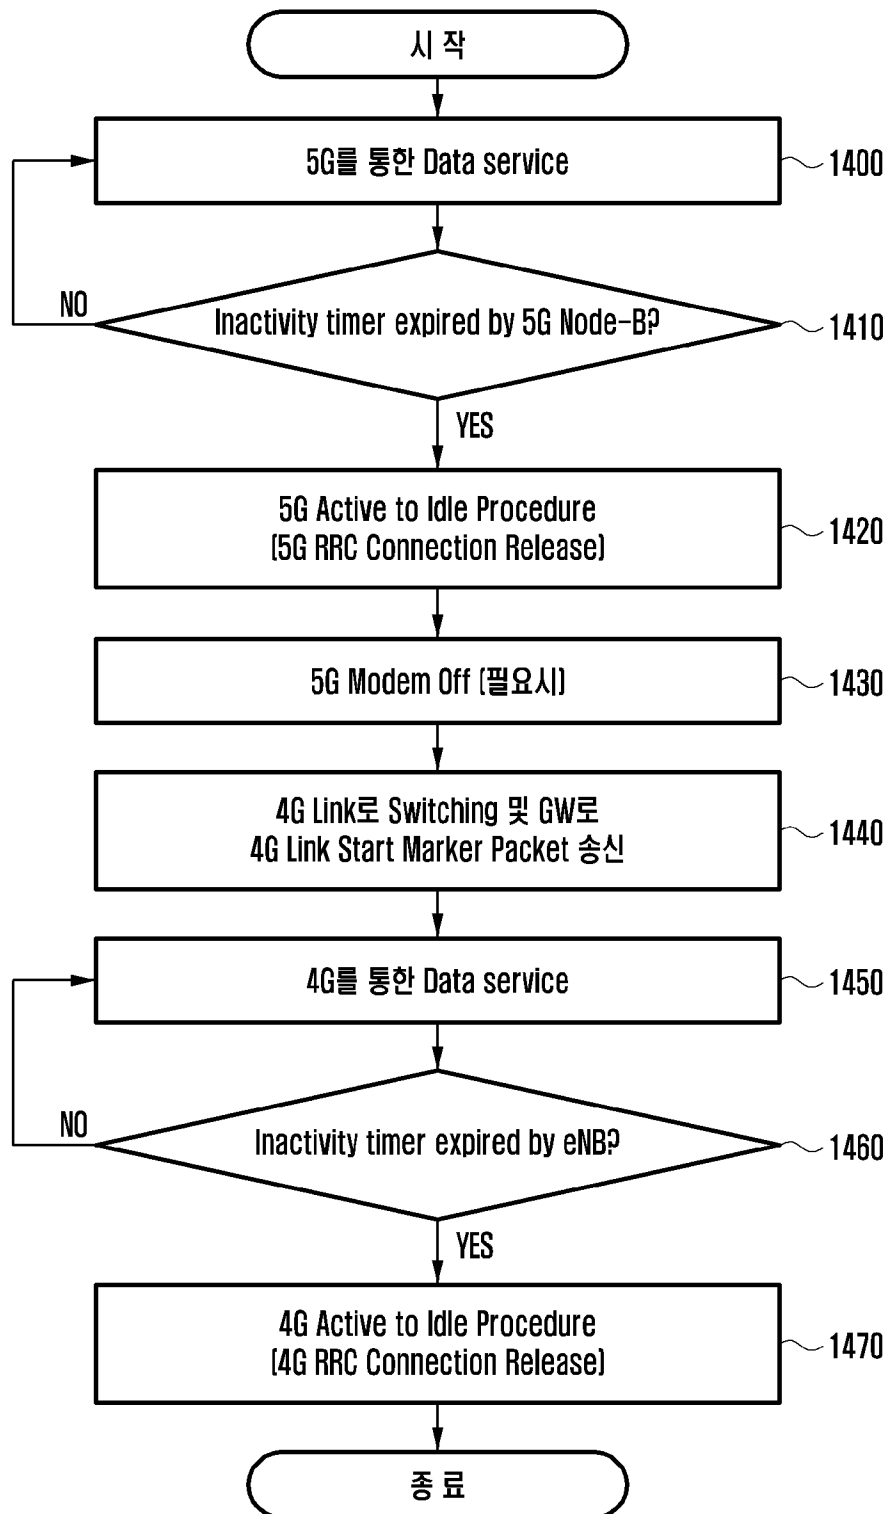 시 작
5G를 통한 Data service
1400
NO
Inactivity timer expired by 5G Node-B?
1410
YES
5G Active to Idle Procedure
(5G RRC Connection Release)
1420
5G Modem Off (필요시)
1430
4G Link로 Switching 및 GW로
4G Link Start Marker Packet 송신
1440
4G를 통한 Data service
1450
NO
Inactivity timer expired by eNB?
1460
YES
4G Active to Idle Procedure
(4G RRC Connection Release)
1470
종 료